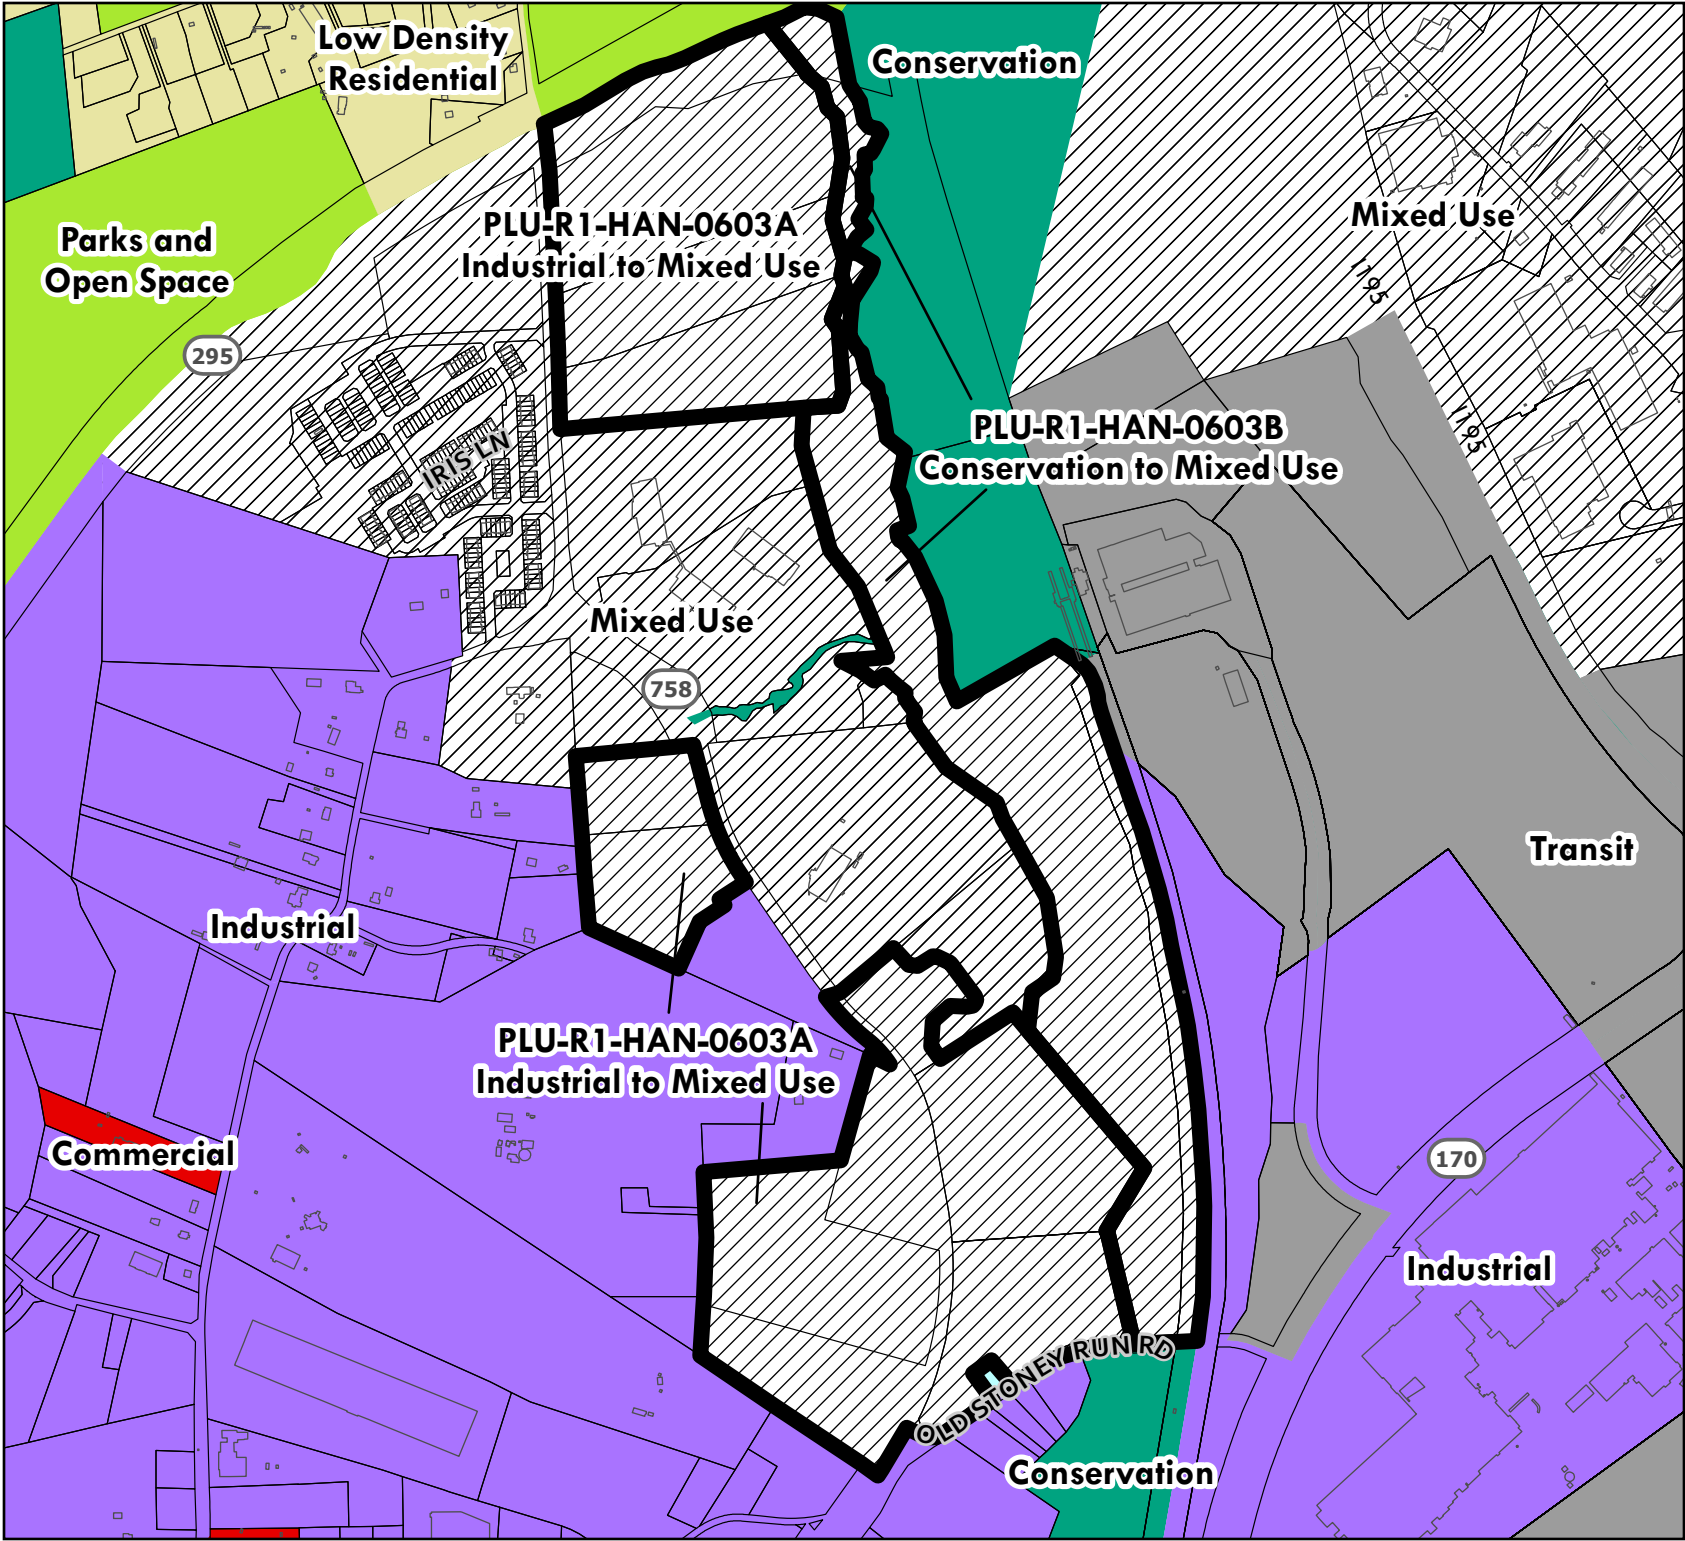 Low Density
Residential
Conservation
Mixed Use
Parks and
Open Space
PLU-R1-HAN-0603A
Industrial to Mixed Use
I195
295
I195
PLU-R1-HAN-0603B
Conservation to Mixed Use
IRIS LN
Mixed Use
758
Transit
Industrial
PLU-R1-HAN-0603A
Industrial to Mixed Use
Commercial
170
Industrial
OLD STONEY RUN RD
Conservation